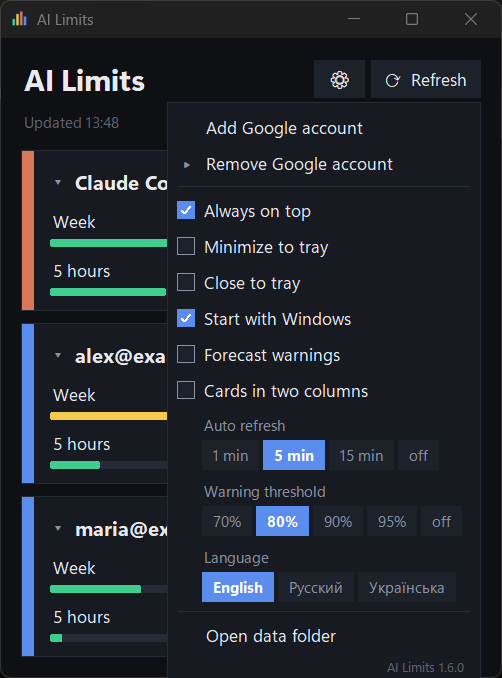 AI Limits
AI Limits
Refresh
Updated 13:48
Add Google account
Remove Google account
Claude Co
Week
5 hours
alex@exa
Week
5 hours
maria@ex
Week
5 hours
Always on top
Minimize to tray
Close to tray
Start with Windows
Forecast warnings
Cards in two columns
Auto refresh
1 min 5 min 15 min off
Warning threshold
70% 80% 90% 95% off
Language
English Русский Українська
Open data folder
AI Limits 1.6.0